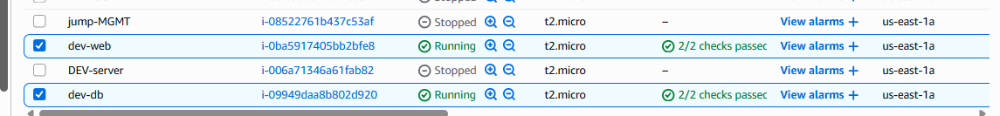 jump-MGMT i-08522761b437c53af Stopped t2.micro – View alarms + us-east-1a
dev-web i-0ba5917405bb2bfe8 Running t2.micro 2/2 checks passec View alarms + us-east-1a
DEV-server i-006a71346a61fab82 Stopped t2.micro – View alarms + us-east-1a
dev-db i-09949daa8b802d920 Running t2.micro 2/2 checks passec View alarms + us-east-1a